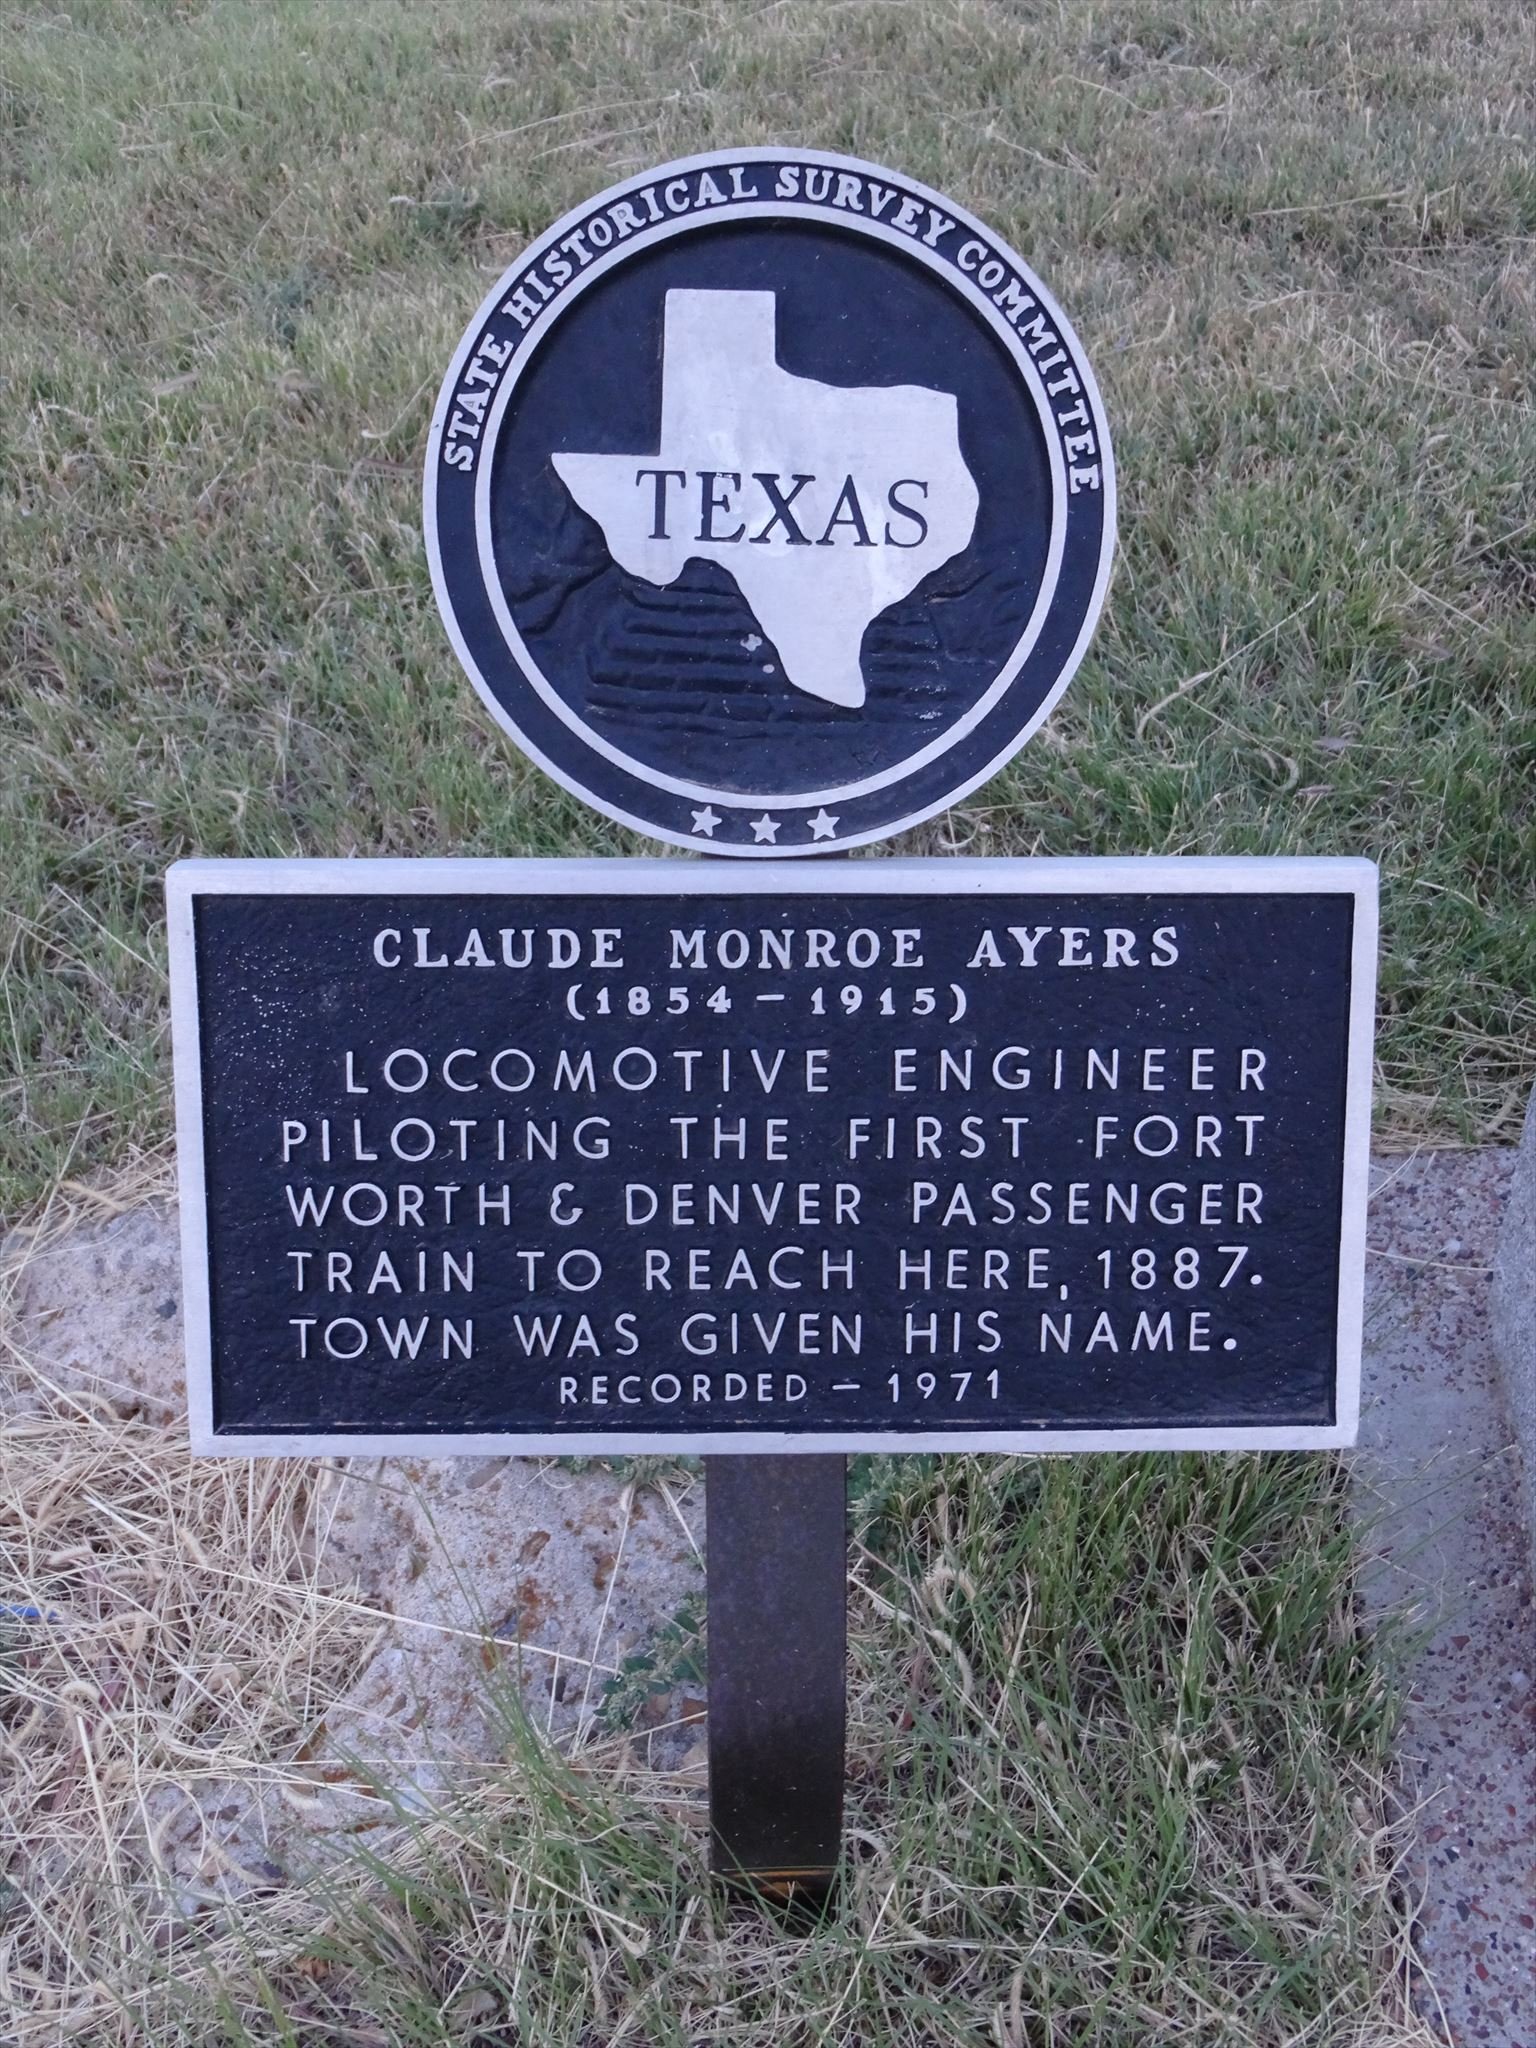 STATE HISTORICAL SURVEY COMMITTEE
TEXAS
CLAUDE MONROE AYERS
(1854 – 1915)
LOCOMOTIVE ENGINEER
PILOTING THE FIRST FORT
WORTH & DENVER PASSENGER
TRAIN TO REACH HERE, 1887.
TOWN WAS GIVEN HIS NAME.
RECORDED – 1971